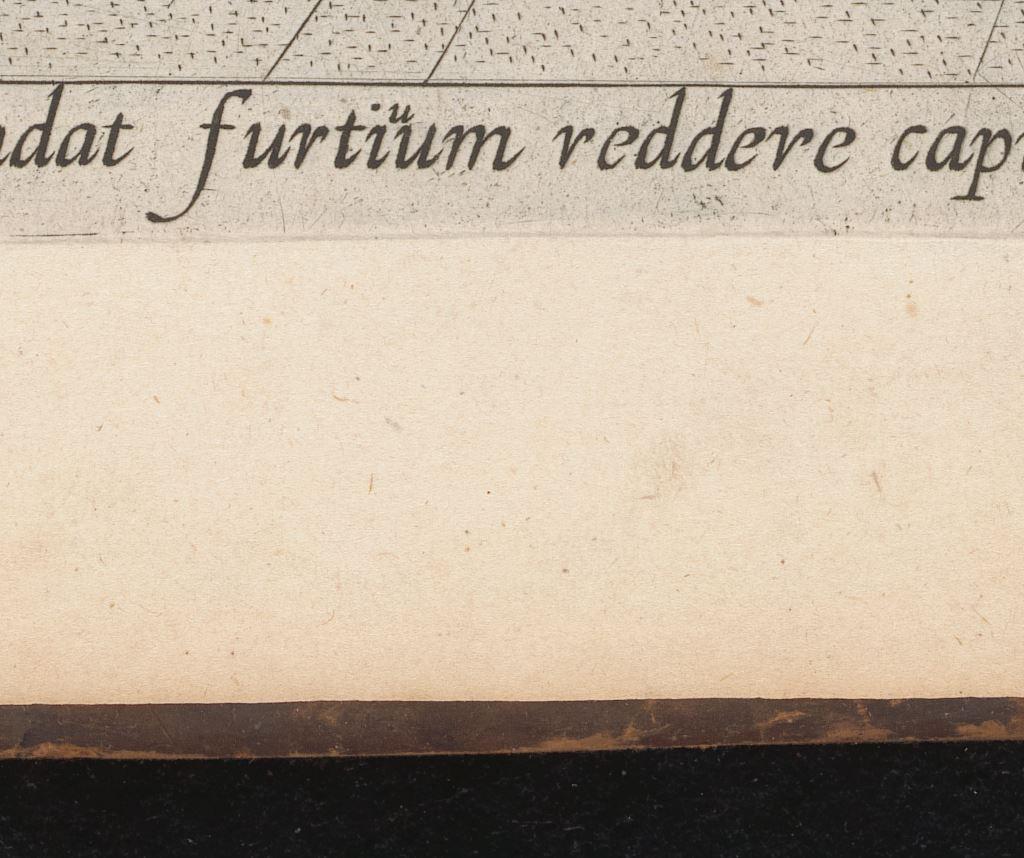 dat furtiüm reddere cap